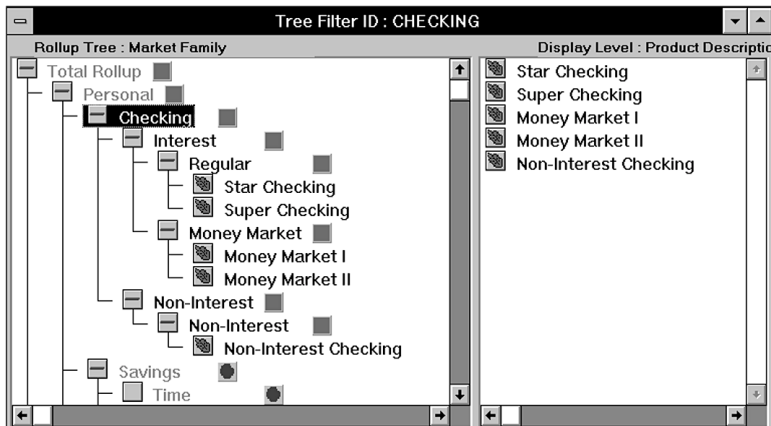 Tree Filter ID : CHECKING
Rollup Tree : Market Family
Display Level : Product Descriptio
Total Rollup
Personal
Checking
Interest
Regular
Star Checking
Super Checking
Money Market
Money Market I
Money Market II
Non-Interest
Non-Interest
Non-Interest Checking
Savings
Time
Star Checking
Super Checking
Money Market I
Money Market II
Non-Interest Checking